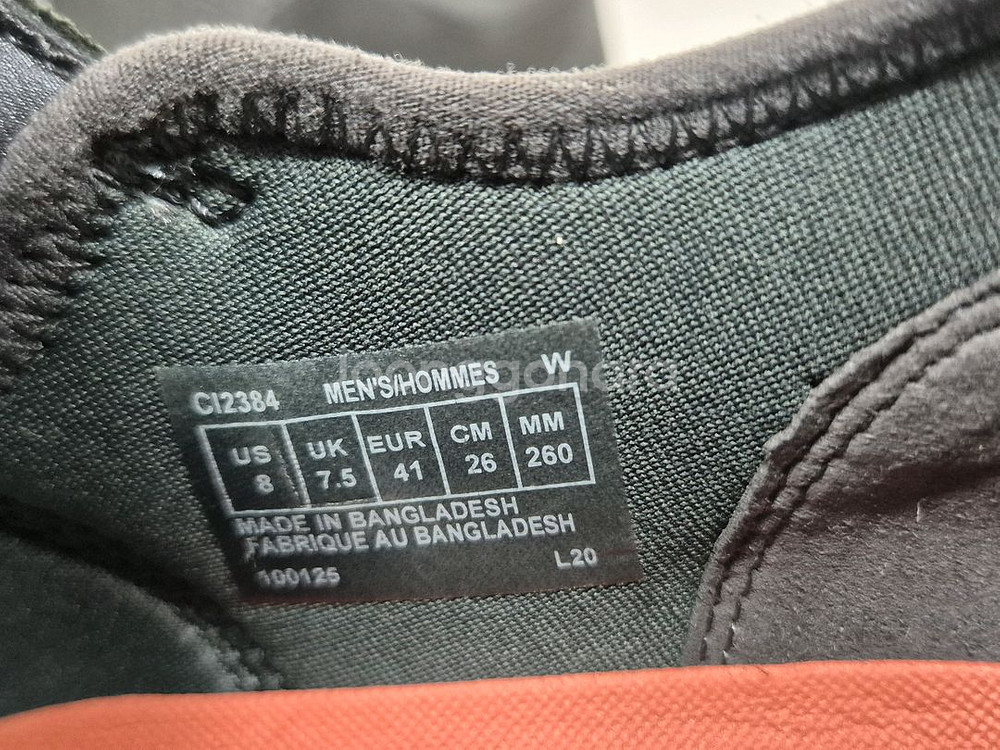 CI2384 MEN'S/HOMMES W
US UK EUR CM MM
8 7.5 41 26 260
MADE IN BANGLADESH
FABRIQUE AU BANGLADESH
100125 L20